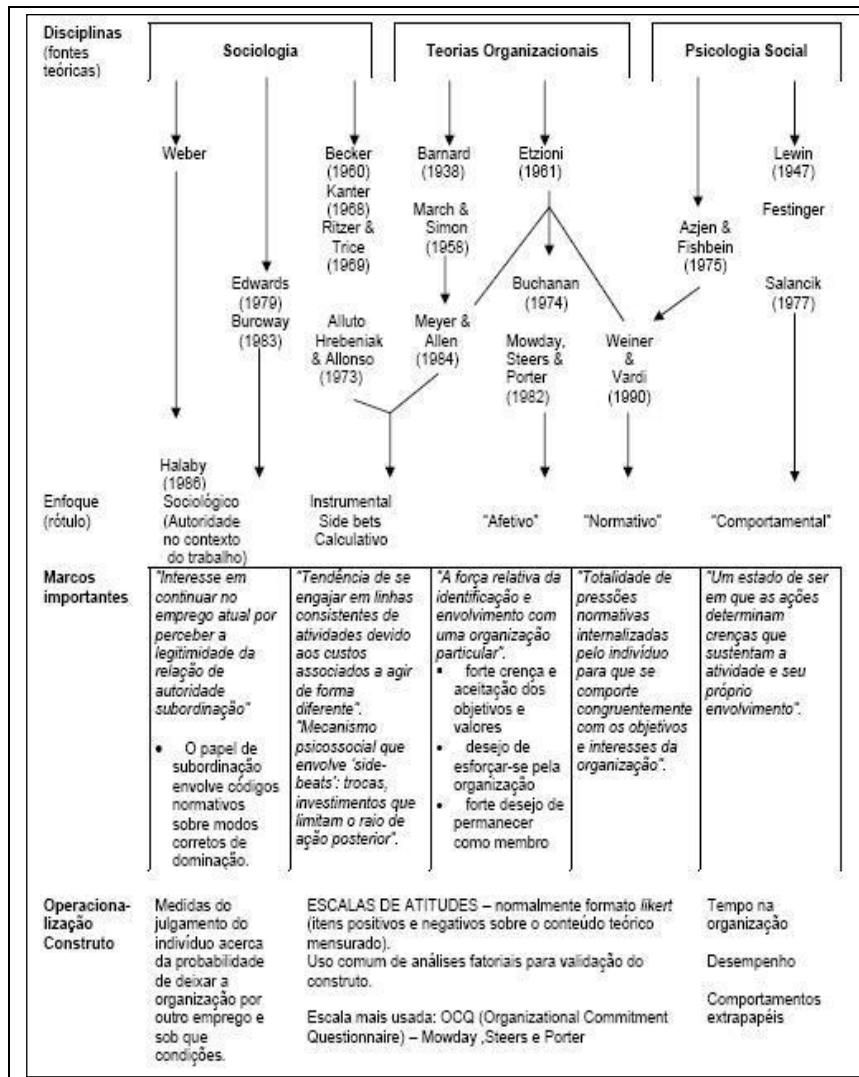 Disciplinas
(fontes
teóricas)
Sociologia
Teorias Organizacionais
Psicologia Social
Weber
Becker
(1960)
Kanter
(1968)
Ritzer &
Trice
(1969)
Barnard
(1938)
March &
Simon
(1958)
Etzioni
(1961)
Lewin
(1947)
Festinger
Azjen &
Fishbein
(1975)
Edwards
(1979)
Buroway
(1983)
Buchanan
(1974)
Salancik
(1977)
Alluto
Hrebeniak
& Allonso
(1973)
Meyer &
Allen
(1984)
Mowday,
Steers &
Porter
(1982)
Weiner
&
Vardi
(1990)
Halaby
(1986)
Enfoque
(rótulo)
Sociológico
(Autoridade
no contexto
do trabalho)
Instrumental
Side bets
Calculativo
"Afetivo"
"Normativo"
"Comportamental"
Marcos
importantes
"Interesse em
continuar no
emprego atual por
perceber a
legitimidade da
relação de
autoridade
subordinação"
• O papel de
subordinação
envolve códigos
normativos
sobre modos
corretos de
dominação.
"Tendência de se
engajar em linhas
consistentes de
atividades devido
aos custos
associados a agir
de forma
diferente".
"Mecanismo
psicossocial que
envolve 'side-
beats': trocas,
investimentos que
limitam o raio de
ação posterior".
"A força relativa da
identificação e
envolvimento com
uma organização
particular".
• forte crença e
aceitação dos
objetivos e
valores
• desejo de
esforçar-se pela
organização
• forte desejo de
permanecer
como membro
"Totalidade de
pressões
normativas
internalizadas
pelo indivíduo
para que se
comporte
congruentemente
com os objetivos
e interesses da
organização".
"Um estado de ser
em que as ações
determinam
crenças que
sustentam a
atividade e seu
próprio
envolvimento".
Operaciona-
lização
Construto
Medidas do
julgamento do
indivíduo acerca
da probabilidade
de deixar a
organização por
outro emprego e
sob que
condições.
ESCALAS DE ATITUDES – normalmente formato likert
(itens positivos e negativos sobre o conteúdo teórico
mensurado).
Uso comum de análises fatoriais para validação do
construto.
Escala mais usada: OCQ (Organizational Commitment
Questionnaire) – Mowday ,Steers e Porter
Tempo na
organização
Desempenho
Comportamentos
extrapapéis